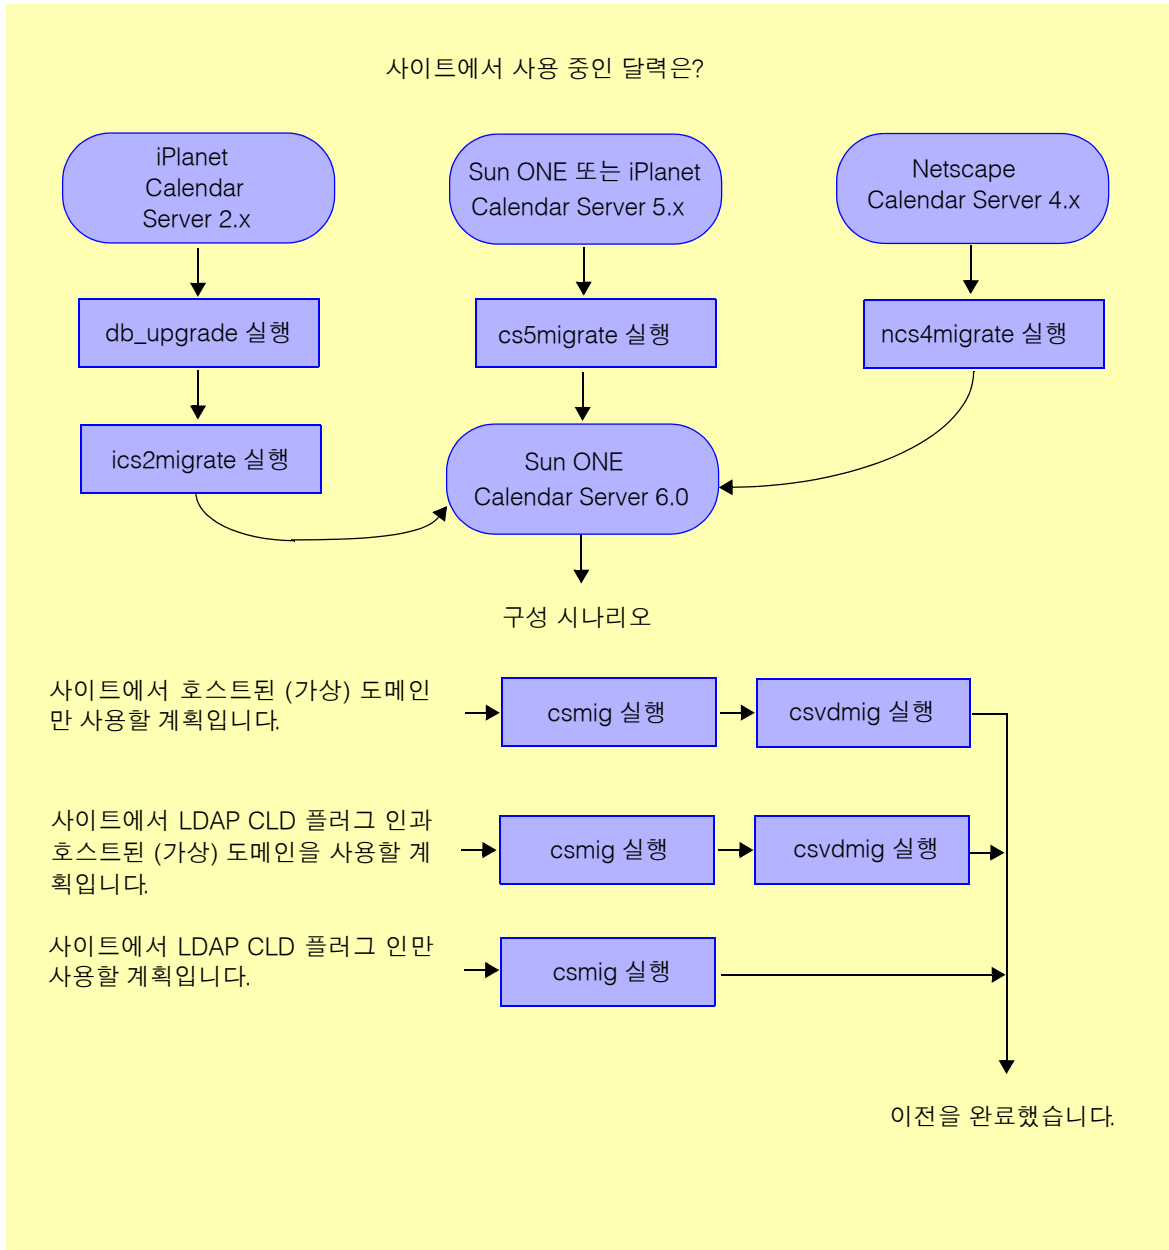 사이트에서 사용 중인 달력은?
iPlanet
Calendar
Server 2.x
Sun ONE 또는 iPlanet
Calendar Server 5.x
Netscape
Calendar Server 4.x
db_upgrade 실행
cs5migrate 실행
ncs4migrate 실행
ics2migrate 실행
Sun ONE
Calendar Server 6.0
구성 시나리오
사이트에서 호스트된 (가상) 도메인
만 사용할 계획입니다.
csmig 실행
csvdmig 실행
사이트에서 LDAP CLD 플러그 인과
호스트된 (가상) 도메인을 사용할 계
획입니다.
csmig 실행
csvdmig 실행
사이트에서 LDAP CLD 플러그 인만
사용할 계획입니다.
csmig 실행
이전을 완료했습니다.